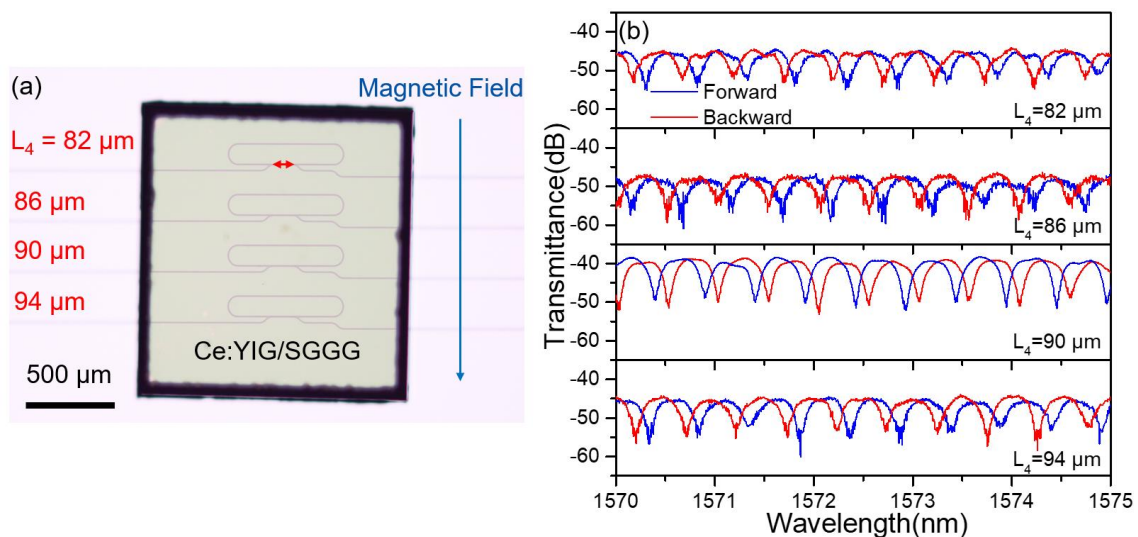 (a)
Magnetic Field
L₄ = 82 μm
86 μm
90 μm
94 μm
Ce:YIG/SGGG
500 μm
(b)
Transmittance(dB)
-40
-50
-60
Forward
Backward
L₄=82 μm
-40
-50
-60
L₄=86 μm
-40
-50
-60
L₄=90 μm
-40
-50
-60
L₄=94 μm
1570 1571 1572 1573 1574 1575
Wavelength(nm)